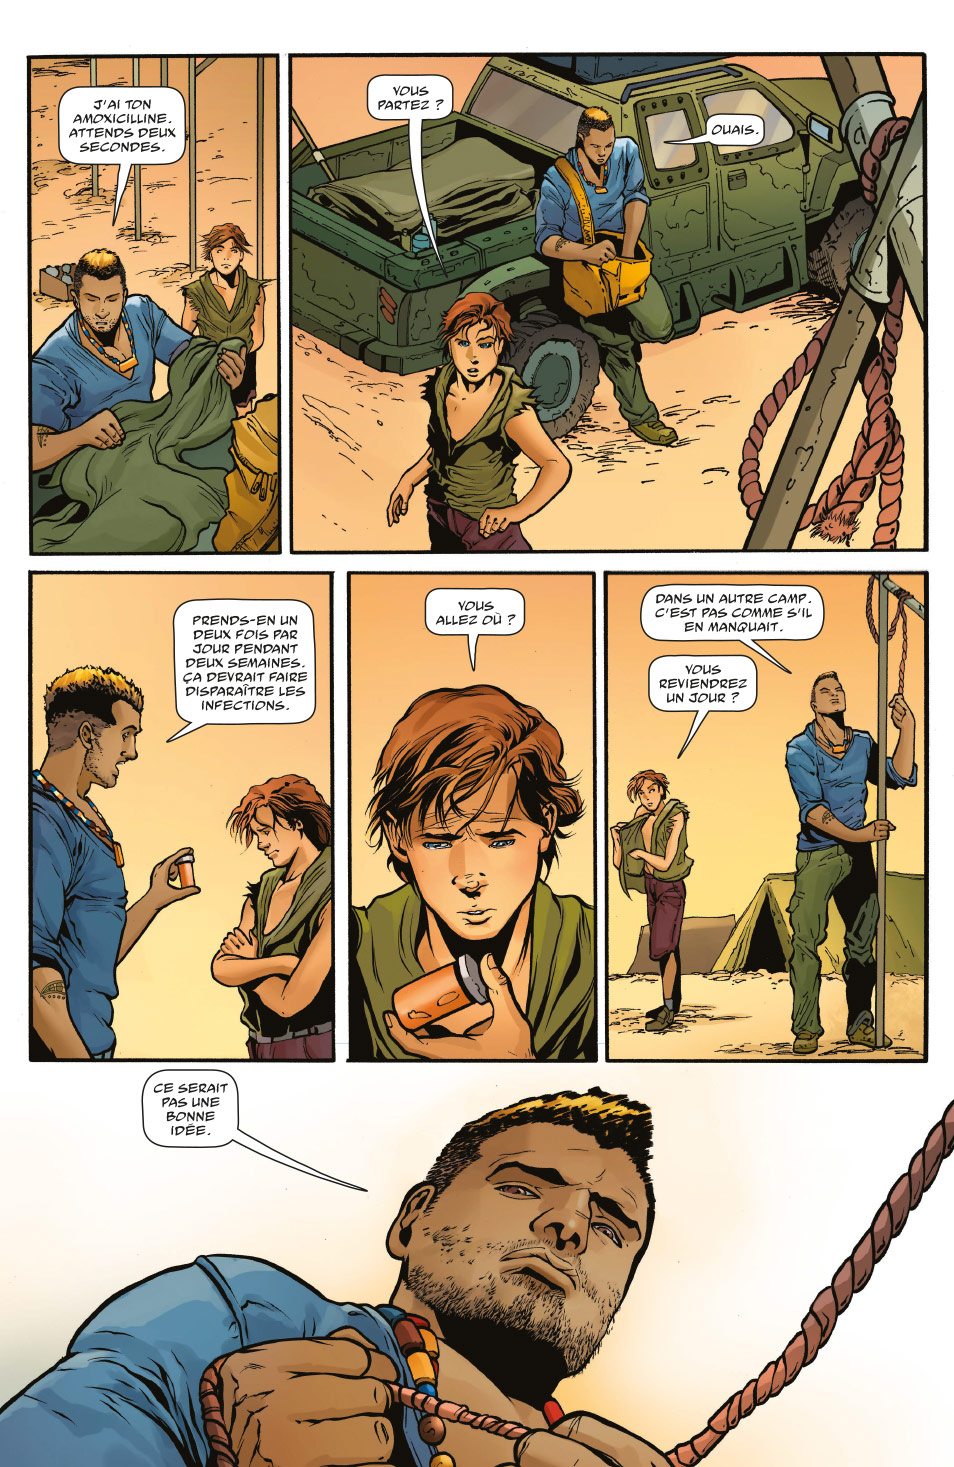 J'AI TON
AMOXICILLINE.
ATTENDS DEUX
SECONDES.
VOUS
PARTEZ ?
OUAIS.
PRENDS-EN UN
DEUX FOIS PAR
JOUR PENDANT
DEUX SEMAINES.
ÇA DEVRAIT FAIRE
DISPARAÎTRE LES
INFECTIONS.
VOUS
ALLEZ OÙ ?
DANS UN AUTRE CAMP.
C'EST PAS COMME S'IL
EN MANQUAIT.
VOUS
REVIENDREZ
UN JOUR ?
CE SERAIT
PAS UNE
BONNE
IDÉE.